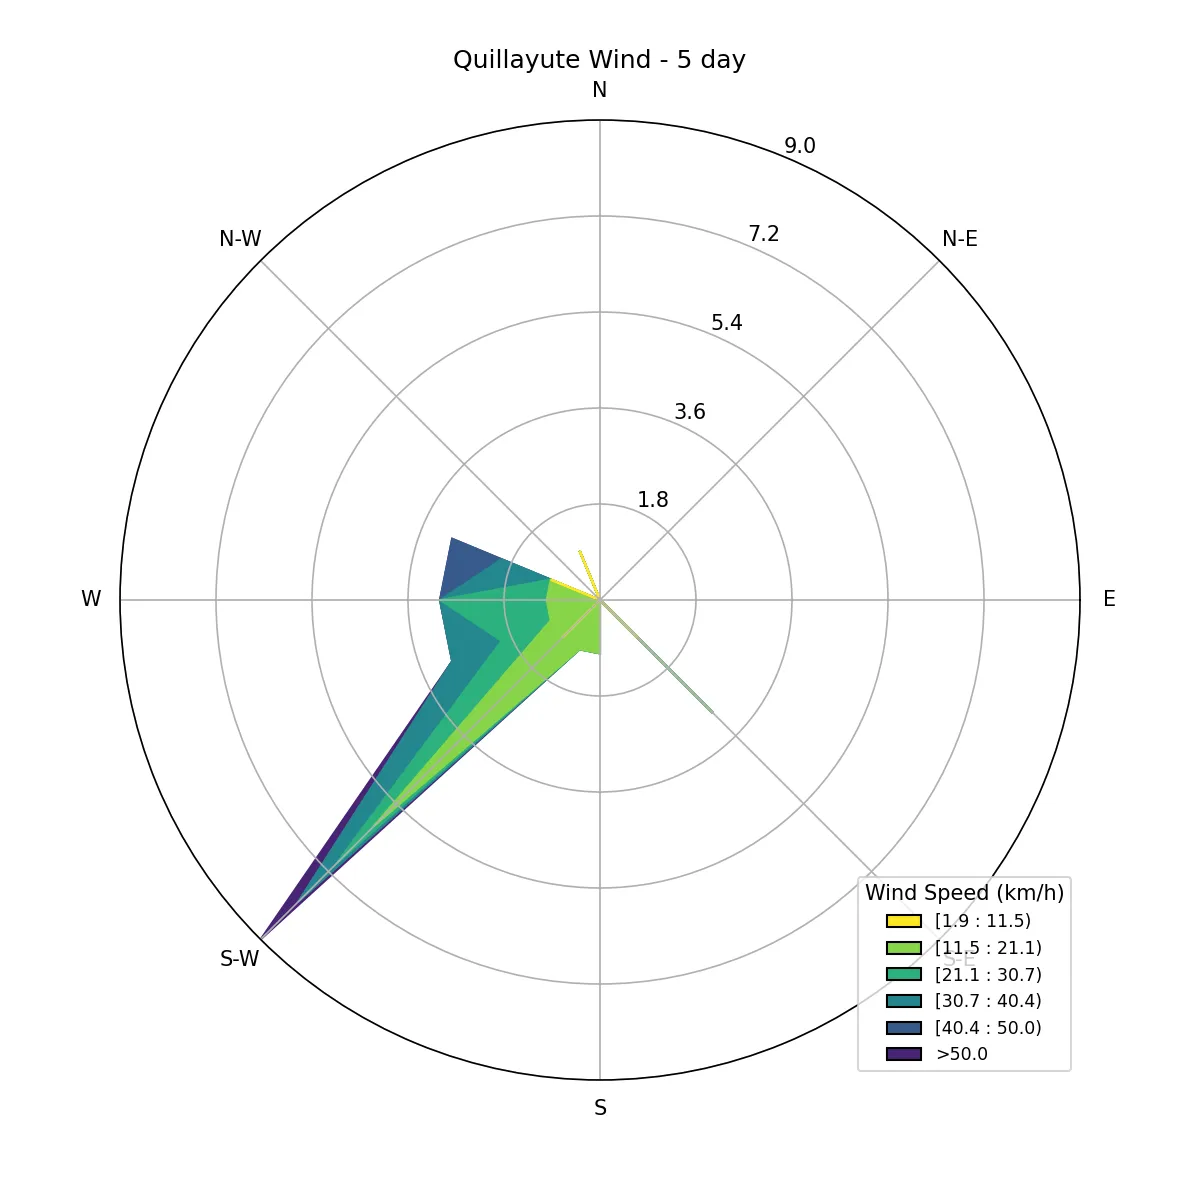 Quillayute Wind - 5 day
N
9.0
N-W
N-E
7.2
5.4
3.6
1.8
W
E
Wind Speed (km/h)
[1.9 : 11.5)
[11.5 : 21.1)
S-W
S-E
[21.1 : 30.7)
[30.7 : 40.4)
[40.4 : 50.0)
>50.0
S